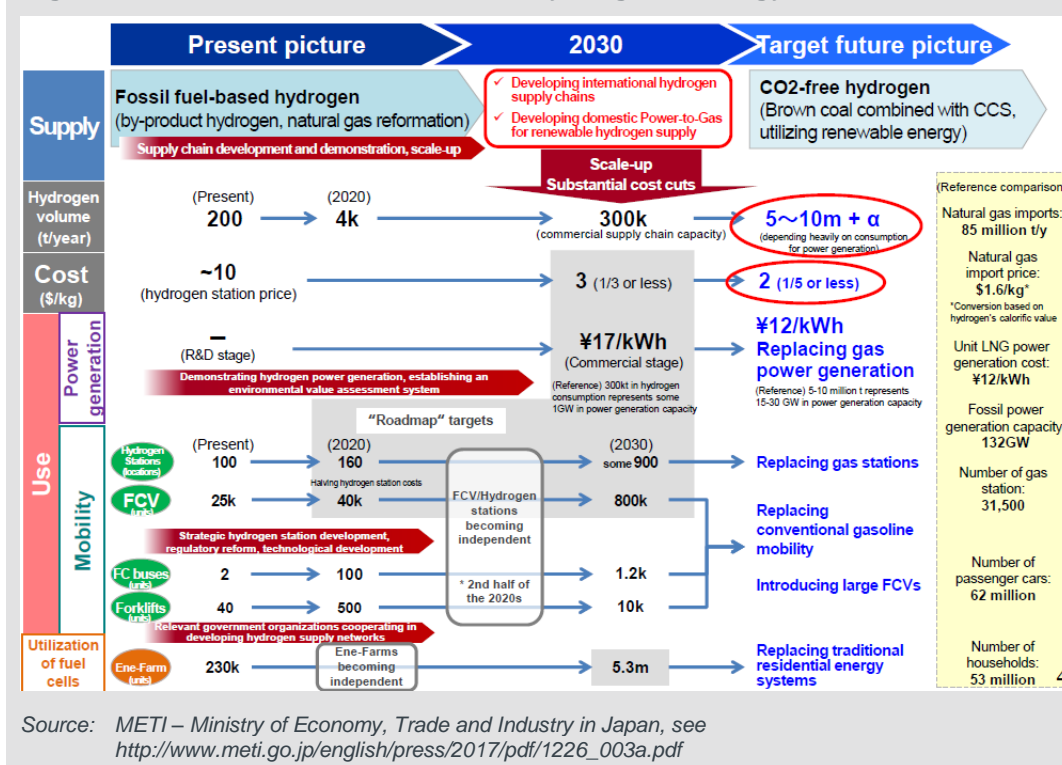 Present picture
2030
Target future picture
Supply
Fossil fuel-based hydrogen
(by-product hydrogen, natural gas reformation)
Supply chain development and demonstration, scale-up
✓ Developing international hydrogen
supply chains
✓ Developing domestic Power-to-Gas
for renewable hydrogen supply
CO2-free hydrogen
(Brown coal combined with CCS,
utilizing renewable energy)
Scale-up
Substantial cost cuts
Hydrogen
volume
(t/year)
(Present)
200
(2020)
4k
300k
(commercial supply chain capacity)
5～10m + α
(depending heavily on consumption
for power generation)
Cost
($/kg)
~10
(hydrogen station price)
3 (1/3 or less)
2 (1/5 or less)
Use
Power
generation
–
(R&D stage)
¥17/kWh
(Commercial stage)
¥12/kWh
Replacing gas
power generation
Demonstrating hydrogen power generation, establishing an
environmental value assessment system
(Reference) 300kt in hydrogen
consumption represents some
1GW in power generation capacity
(Reference) 5-10 million t represents
15-30 GW in power generation capacity
"Roadmap" targets
Mobility
Hydrogen
Stations
(locations)
(Present)
100
(2020)
160
(2030)
some 900
Replacing gas stations
Halving hydrogen station costs
FCV
(units)
25k
40k
FCV/Hydrogen
stations
becoming
independent
* 2nd half of
the 2020s
800k
Replacing
conventional gasoline
mobility
Strategic hydrogen station development,
regulatory reform, technological development
FC buses
(units)
2
100
1.2k
Introducing large FCVs
Forklifts
(units)
40
500
10k
Relevant government organizations cooperating in
developing hydrogen supply networks
Utilization
of fuel
cells
Ene-Farm
(units)
230k
Ene-Farms
becoming
independent
5.3m
Replacing traditional
residential energy
systems
(Reference comparison
Natural gas imports:
85 million t/y
Natural gas
import price:
$1.6/kg*
*Conversion based on
hydrogen's calorific value
Unit LNG power
generation cost:
¥12/kWh
Fossil power
generation capacity
132GW
Number of gas
station:
31,500
Number of
passenger cars:
62 million
Number of
households:
53 million
4
Source: METI – Ministry of Economy, Trade and Industry in Japan, see
http://www.meti.go.jp/english/press/2017/pdf/1226_003a.pdf